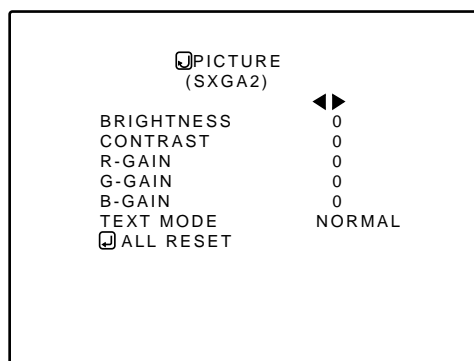 PICTURE
(SXGA2)
BRIGHTNESS 0
CONTRAST 0
R-GAIN 0
G-GAIN 0
B-GAIN 0
TEXT MODE NORMAL
ALL RESET